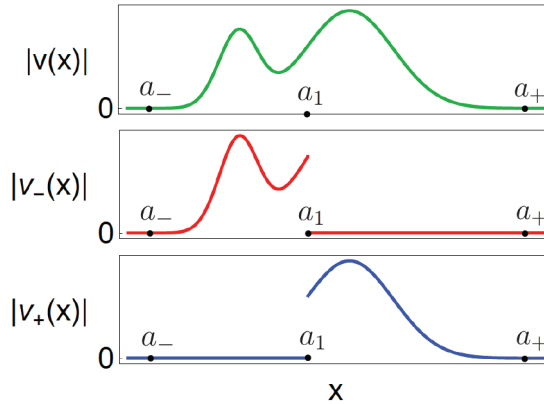 |v(x)|
a₋ a₁ a₊
0
|v₋(x)|
a₋ a₁ a₊
0
|v₊(x)|
a₋ a₁ a₊
0
x